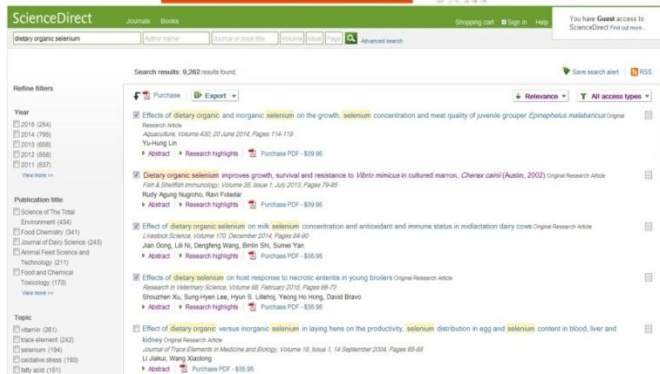 ScienceDirect
Journals Books
Shopping cart Sign in Help
You have Guest access to
ScienceDirect Find out more...
dietary organic selenium
Author name
Journal or book title
Volume
Issue
Page
Advanced search
Search results: 9,262 results found.
Save search alert
RSS
Refine filters
Purchase
Export
Relevance
All access types
Year
2015 (254)
2014 (795)
2013 (656)
2012 (556)
2011 (637)
View more >>
Publication title
Science of The Total
Environment (434)
Food Chemistry (341)
Journal of Dairy Science (243)
Animal Feed Science and
Technology (211)
Food and Chemical
Toxicology (173)
View more >>
Topic
vitamin (261)
trace element (242)
selenium (194)
oxidative stress (193)
fatty acid (161)
Effects of dietary organic and inorganic selenium on the growth, selenium concentration and meat quality of juvenile grouper Epinephelus malabaricus Original
Research Article
Aquaculture, Volume 430, 20 June 2014, Pages 114-119
Yu-Hung Lin
Abstract Research highlights Purchase PDF - $39.95
Dietary organic selenium improves growth, survival and resistance to Vibrio mimicus in cultured marron, Cherax cainii (Austin, 2002) Original Research Article
Fish & Shellfish Immunology, Volume 35, Issue 1, July 2013, Pages 79-85
Rudy Agung Nugroho, Ravi Fotedar
Abstract Research highlights Purchase PDF - $39.95
Effect of dietary organic selenium on milk selenium concentration and antioxidant and immune status in midlactation dairy cows Original Research Article
Livestock Science, Volume 170, December 2014, Pages 84-90
Jian Gong, Lili Ni, Dengfeng Wang, Binlin Shi, Sumei Yan
Abstract Research highlights Purchase PDF - $35.95
Effects of dietary selenium on host response to necrotic enteritis in young broilers Original Research Article
Research in Veterinary Science, Volume 98, February 2015, Pages 66-73
Shouzhen Xu, Sung-Hyen Lee, Hyun S. Lillehoj, Yeong Ho Hong, David Bravo
Abstract Research highlights Purchase PDF - $35.95
Effect of dietary organic versus inorganic selenium in laying hens on the productivity, selenium distribution in egg and selenium content in blood, liver and
kidney Original Research Article
Journal of Trace Elements in Medicine and Biology, Volume 18, Issue 1, 14 September 2004, Pages 65-68
Li Jiakui, Wang Xiaolong
Abstract Purchase PDF - $35.95